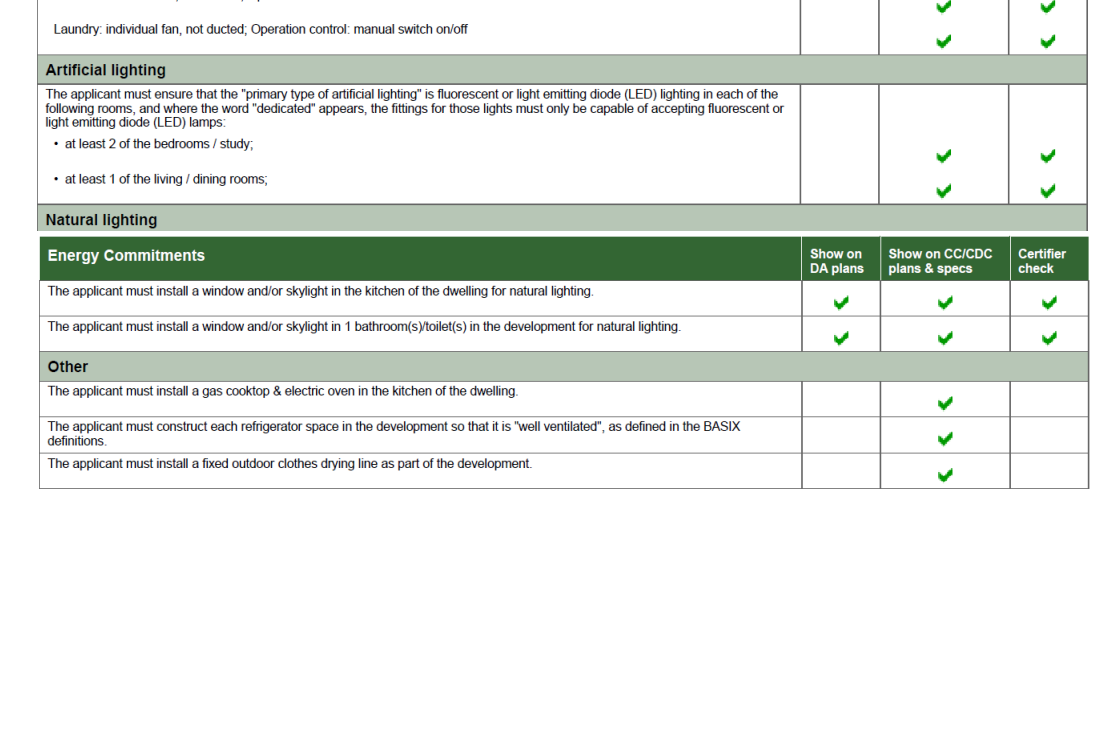 Laundry: individual fan, not ducted; Operation control: manual switch on/off
Artificial lighting
The applicant must ensure that the "primary type of artificial lighting" is fluorescent or light emitting diode (LED) lighting in each of the
following rooms, and where the word "dedicated" appears, the fittings for those lights must only be capable of accepting fluorescent or
light emitting diode (LED) lamps:
• at least 2 of the bedrooms / study;
• at least 1 of the living / dining rooms;
Natural lighting
Energy Commitments
Show on
DA plans
Show on CC/CDC
plans & specs
Certifier
check
The applicant must install a window and/or skylight in the kitchen of the dwelling for natural lighting.
The applicant must install a window and/or skylight in 1 bathroom(s)/toilet(s) in the development for natural lighting.
Other
The applicant must install a gas cooktop & electric oven in the kitchen of the dwelling.
The applicant must construct each refrigerator space in the development so that it is "well ventilated", as defined in the BASIX
definitions.
The applicant must install a fixed outdoor clothes drying line as part of the development.